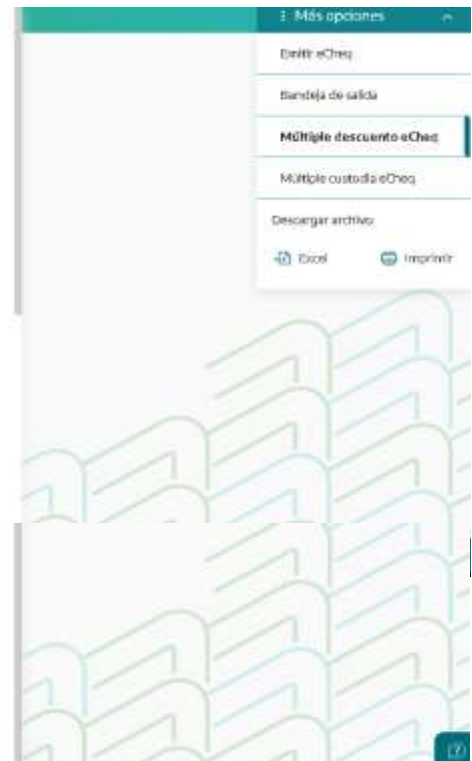 Más opciones
Emitir eCheq
Bandeja de salida
Múltiple descuento eCheq
Múltiple custodia eCheq
Descargar archivo:
Excel
Imprimir